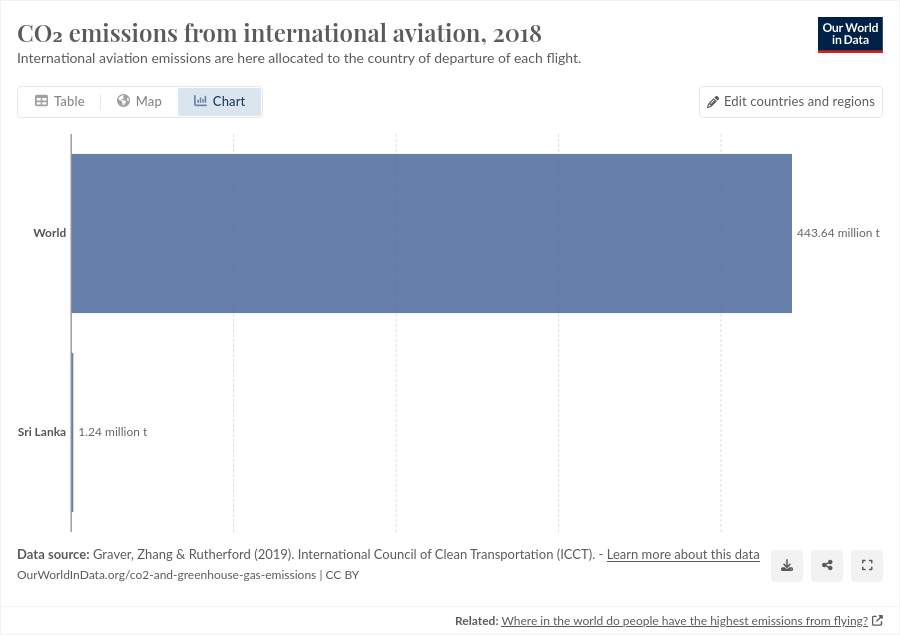 CO₂ emissions from international aviation, 2018
International aviation emissions are here allocated to the country of departure of each flight.
Our World
in Data
Table
Map
Chart
Edit countries and regions
World
443.64 million t
Sri Lanka
1.24 million t
Data source: Graver, Zhang & Rutherford (2019). International Council of Clean Transportation (ICCT). - Learn more about this data
OurWorldInData.org/co2-and-greenhouse-gas-emissions | CC BY
Related: Where in the world do people have the highest emissions from flying?